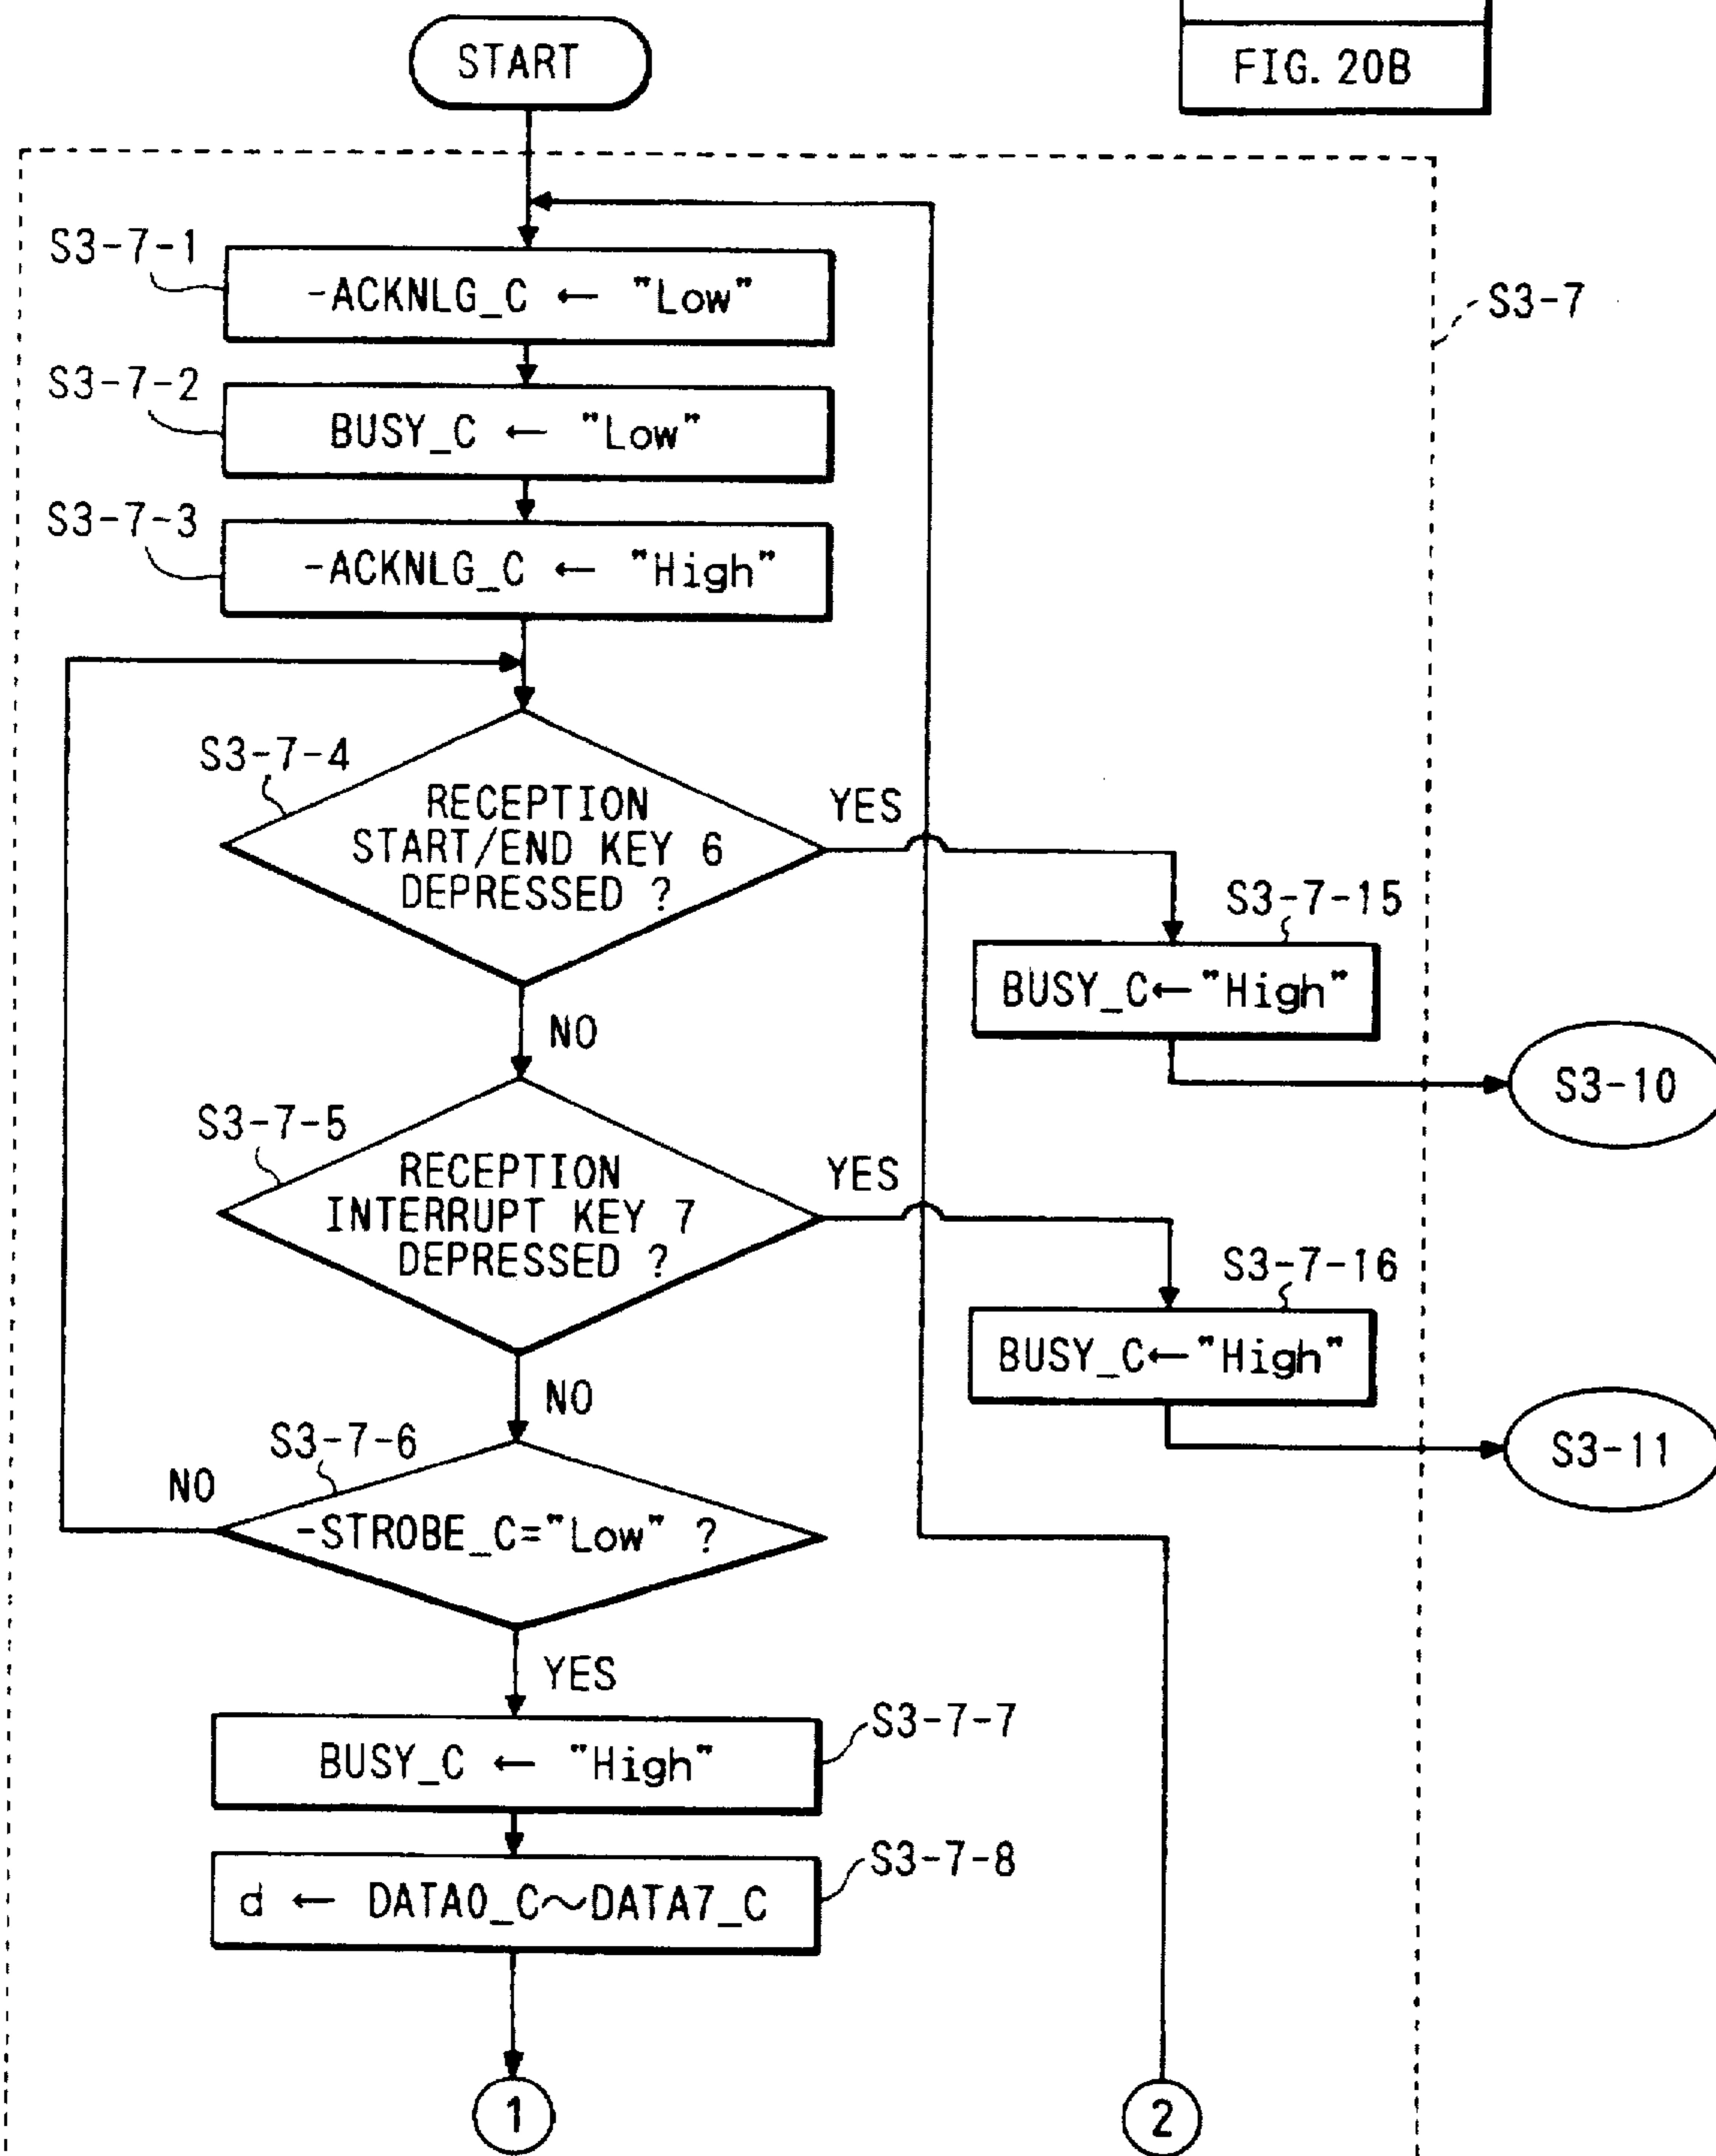 START
FIG. 20B
S3-7-1
-ACKNLG_C ← "Low"
S3-7
S3-7-2
BUSY_C ← "Low"
S3-7-3
-ACKNLG_C ← "High"
S3-7-4
RECEPTION
START/END KEY 6
DEPRESSED ?
YES
S3-7-15
BUSY_C←"High"
NO
S3-10
S3-7-5
RECEPTION
INTERRUPT KEY 7
DEPRESSED ?
YES
S3-7-16
BUSY_C←"High"
NO
S3-11
S3-7-6
NO
-STROBE_C="Low" ?
YES
S3-7-7
BUSY_C ← "High"
S3-7-8
d ← DATA0_C～DATA7_C
1
2